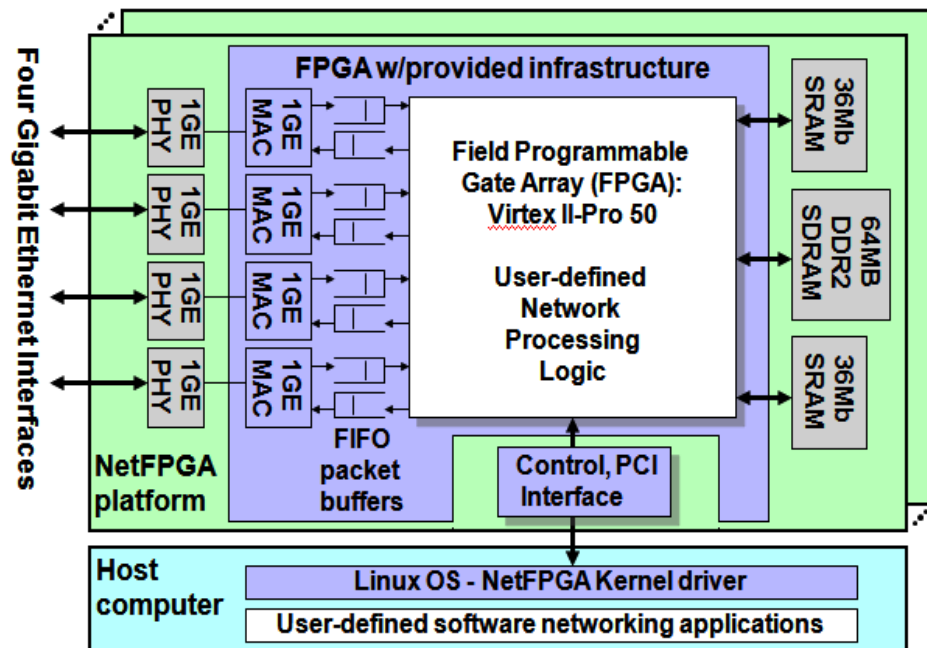 Four Gigabit Ethernet Interfaces
FPGA w/provided infrastructure
1GE
PHY
1GE
MAC
1GE
PHY
1GE
MAC
1GE
PHY
1GE
MAC
1GE
PHY
1GE
MAC
FIFO
packet
buffers
Field Programmable
Gate Array (FPGA):
Virtex II-Pro 50
User-defined
Network
Processing
Logic
36Mb
SRAM
64MB
DDR2
SDRAM
36Mb
SRAM
NetFPGA
platform
Control, PCI
Interface
Host
computer
Linux OS - NetFPGA Kernel driver
User-defined software networking applications